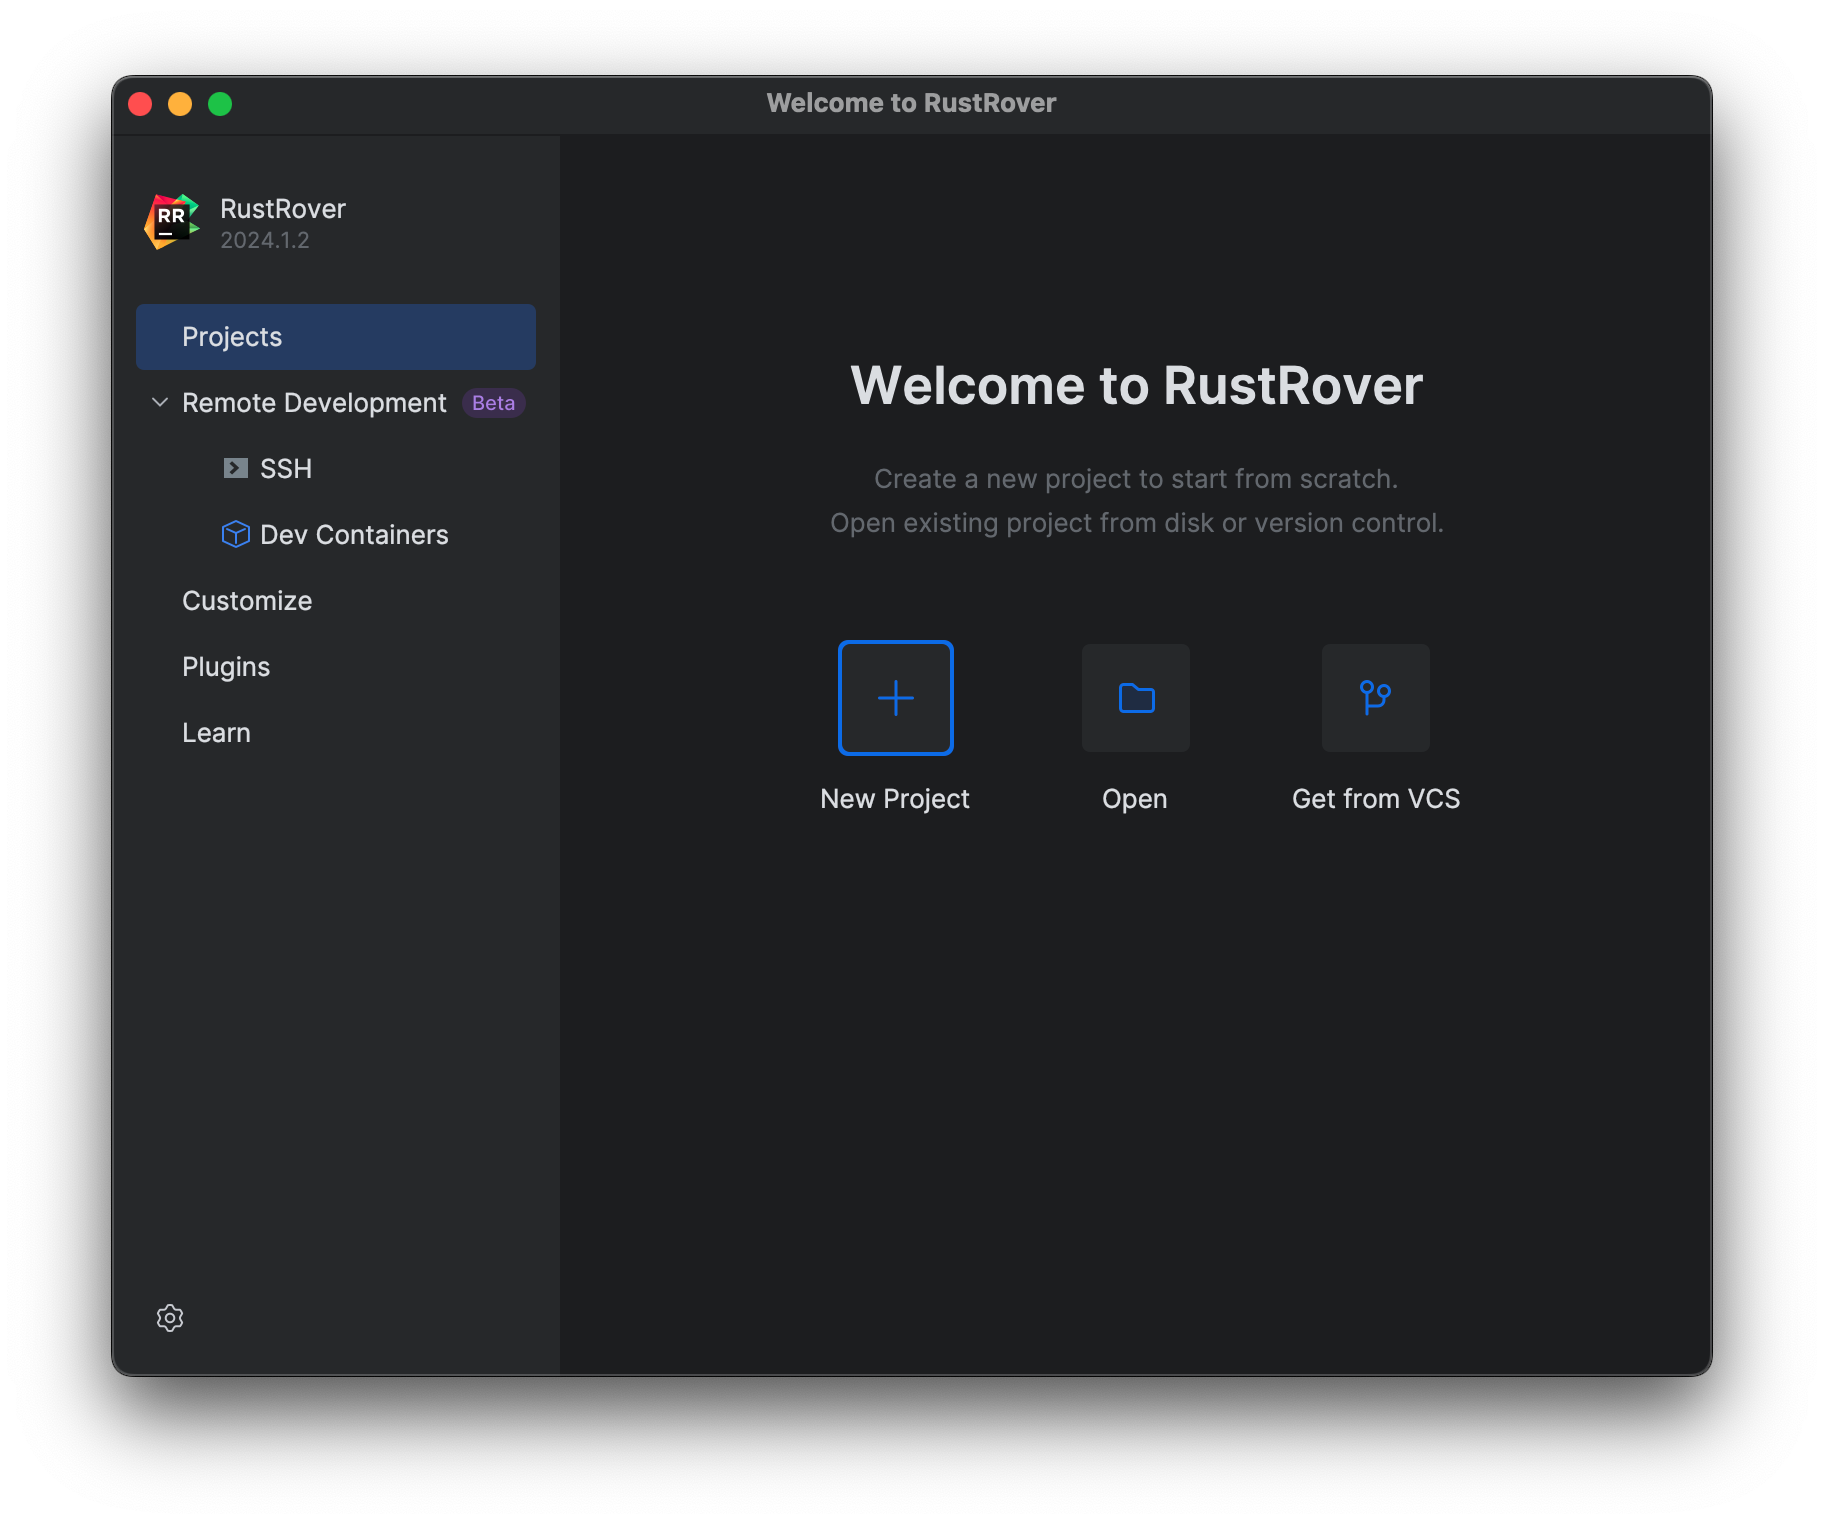 Welcome to RustRover
RR
RustRover
2024.1.2
Projects
Remote Development Beta
SSH
Dev Containers
Customize
Plugins
Learn
Welcome to RustRover
Create a new project to start from scratch.
Open existing project from disk or version control.
New Project
Open
Get from VCS